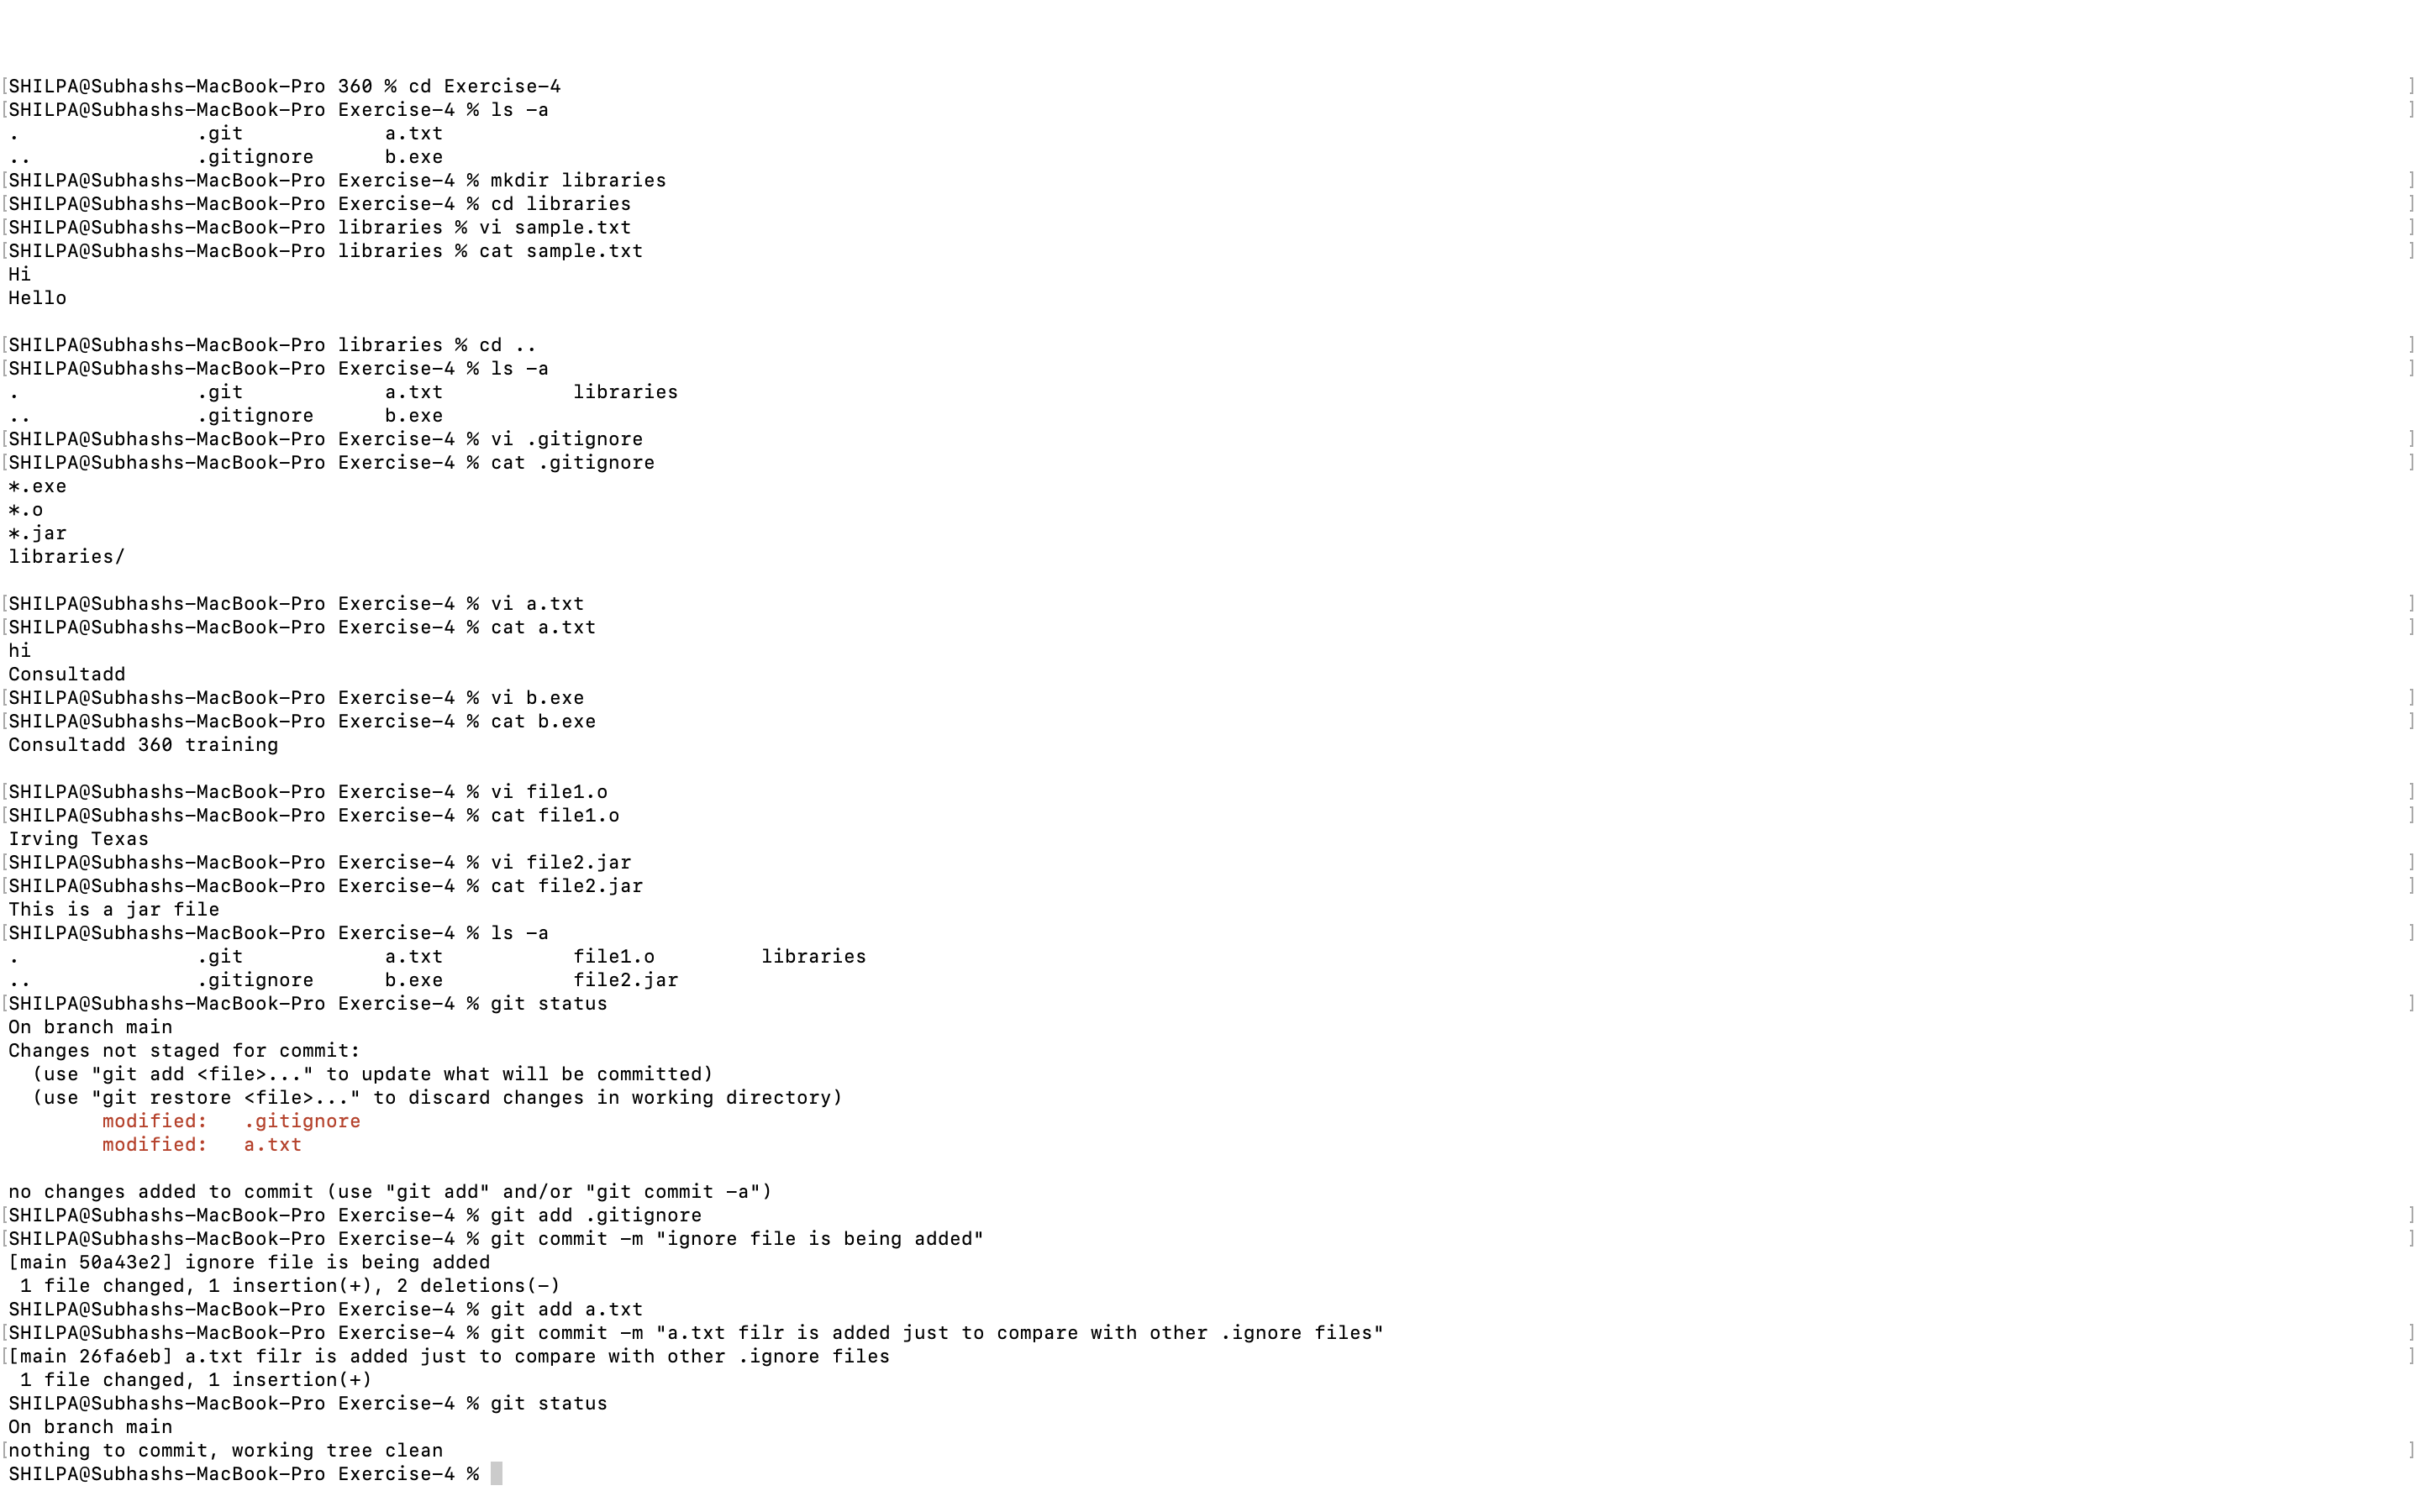 [SHILPA@Subhashs-MacBook-Pro 360 % cd Exercise-4 ]
[SHILPA@Subhashs-MacBook-Pro Exercise-4 % ls -a ]
. .git a.txt
.. .gitignore b.exe
[SHILPA@Subhashs-MacBook-Pro Exercise-4 % mkdir libraries ]
[SHILPA@Subhashs-MacBook-Pro Exercise-4 % cd libraries ]
[SHILPA@Subhashs-MacBook-Pro libraries % vi sample.txt ]
[SHILPA@Subhashs-MacBook-Pro libraries % cat sample.txt ]
Hi
Hello
[SHILPA@Subhashs-MacBook-Pro libraries % cd .. ]
[SHILPA@Subhashs-MacBook-Pro Exercise-4 % ls -a ]
. .git a.txt libraries
.. .gitignore b.exe
[SHILPA@Subhashs-MacBook-Pro Exercise-4 % vi .gitignore ]
[SHILPA@Subhashs-MacBook-Pro Exercise-4 % cat .gitignore ]
*.exe
*.o
*.jar
libraries/
[SHILPA@Subhashs-MacBook-Pro Exercise-4 % vi a.txt ]
[SHILPA@Subhashs-MacBook-Pro Exercise-4 % cat a.txt ]
hi
Consultadd
[SHILPA@Subhashs-MacBook-Pro Exercise-4 % vi b.exe ]
[SHILPA@Subhashs-MacBook-Pro Exercise-4 % cat b.exe ]
Consultadd 360 training
[SHILPA@Subhashs-MacBook-Pro Exercise-4 % vi file1.o ]
[SHILPA@Subhashs-MacBook-Pro Exercise-4 % cat file1.o ]
Irving Texas
[SHILPA@Subhashs-MacBook-Pro Exercise-4 % vi file2.jar ]
[SHILPA@Subhashs-MacBook-Pro Exercise-4 % cat file2.jar ]
This is a jar file
[SHILPA@Subhashs-MacBook-Pro Exercise-4 % ls -a ]
. .git a.txt file1.o libraries
.. .gitignore b.exe file2.jar
[SHILPA@Subhashs-MacBook-Pro Exercise-4 % git status ]
On branch main
Changes not staged for commit:
(use "git add <file>..." to update what will be committed)
(use "git restore <file>..." to discard changes in working directory)
modified: .gitignore
modified: a.txt
no changes added to commit (use "git add" and/or "git commit -a")
[SHILPA@Subhashs-MacBook-Pro Exercise-4 % git add .gitignore ]
[SHILPA@Subhashs-MacBook-Pro Exercise-4 % git commit -m "ignore file is being added" ]
[main 50a43e2] ignore file is being added
1 file changed, 1 insertion(+), 2 deletions(-)
SHILPA@Subhashs-MacBook-Pro Exercise-4 % git add a.txt
[SHILPA@Subhashs-MacBook-Pro Exercise-4 % git commit -m "a.txt filr is added just to compare with other .ignore files" ]
[[main 26fa6eb] a.txt filr is added just to compare with other .ignore files ]
1 file changed, 1 insertion(+)
SHILPA@Subhashs-MacBook-Pro Exercise-4 % git status
On branch main
[nothing to commit, working tree clean ]
SHILPA@Subhashs-MacBook-Pro Exercise-4 %